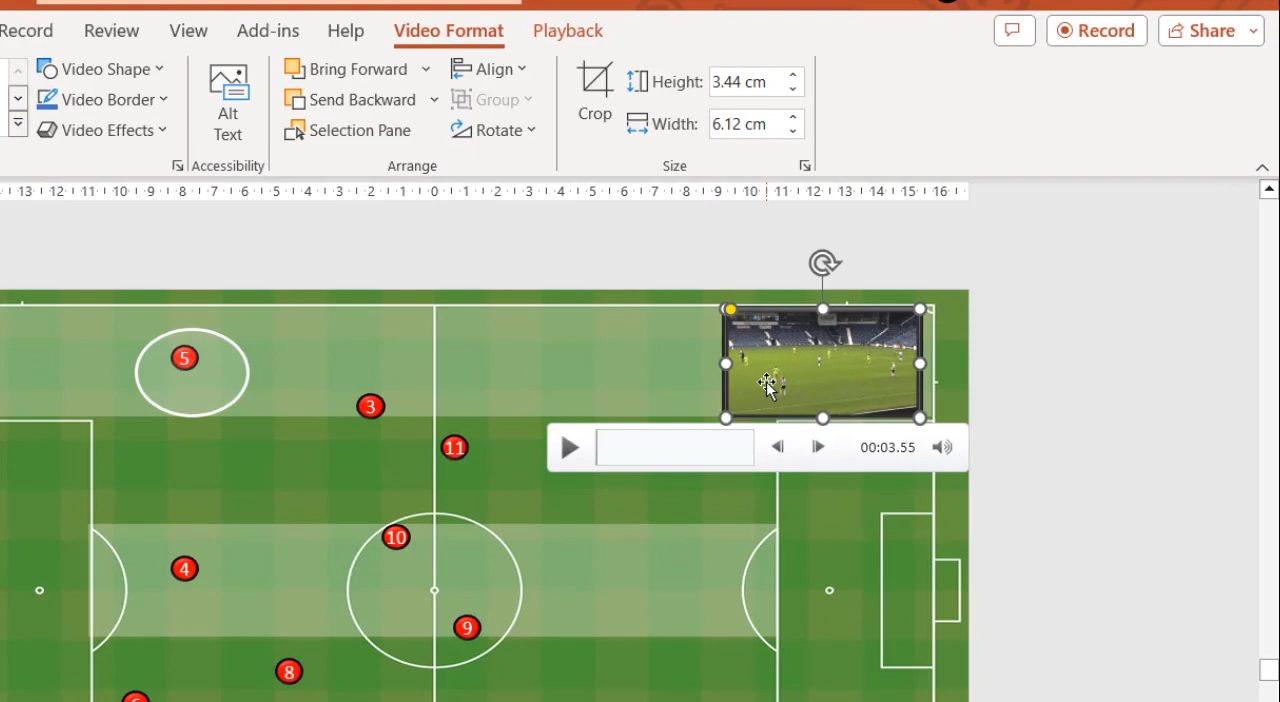 Record Review View Add-ins Help Video Format Playback Record Share
Video Shape
Video Border
Video Effects
Alt
Text
Accessibility
Bring Forward
Send Backward
Selection Pane
Align
Group
Rotate
Arrange
Crop
Height: 3.44 cm
Width: 6.12 cm
Size
13 12 11 10 9 8 7 6 5 4 3 2 1 0 1 2 3 4 5 6 7 8 9 10 11 12 13 14 15 16
5
3
11
00:03.55
10
4
9
8